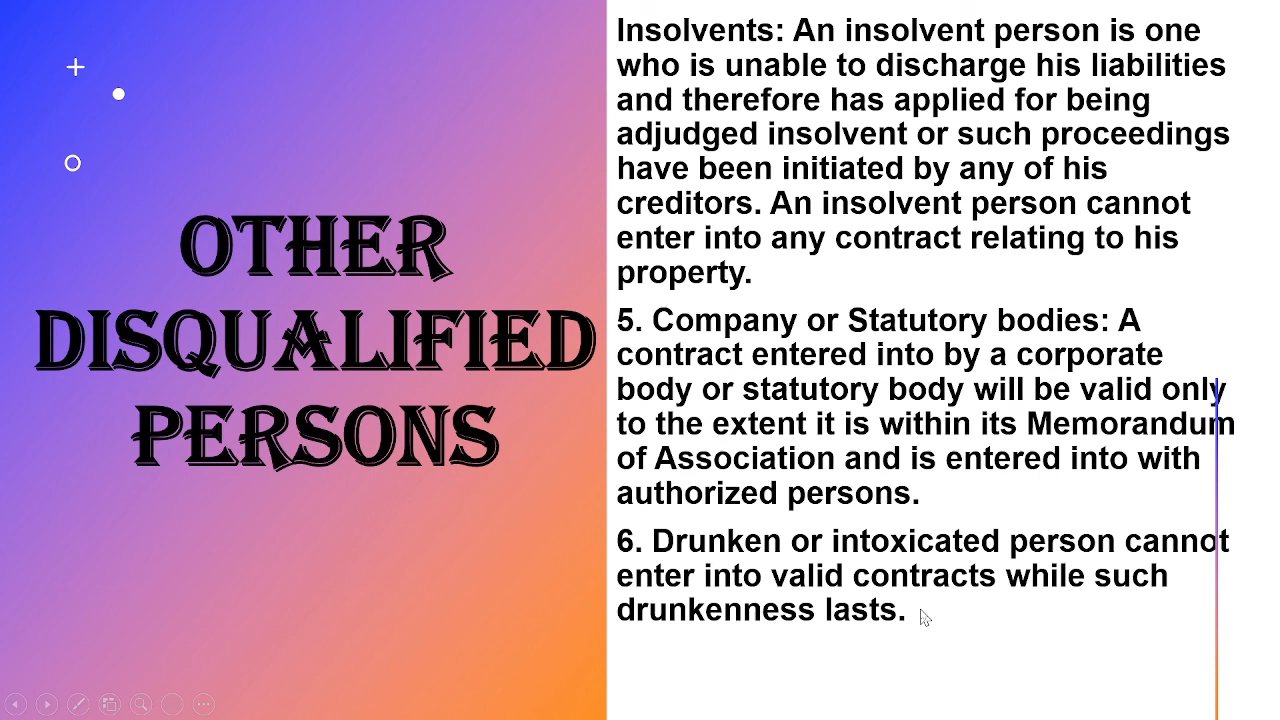 OTHER
DISQUALIFIED
PERSONS
Insolvents: An insolvent person is one
who is unable to discharge his liabilities
and therefore has applied for being
adjudged insolvent or such proceedings
have been initiated by any of his
creditors. An insolvent person cannot
enter into any contract relating to his
property.
5. Company or Statutory bodies: A
contract entered into by a corporate
body or statutory body will be valid only
to the extent it is within its Memorandum
of Association and is entered into with
authorized persons.
6. Drunken or intoxicated person cannot
enter into valid contracts while such
drunkenness lasts.